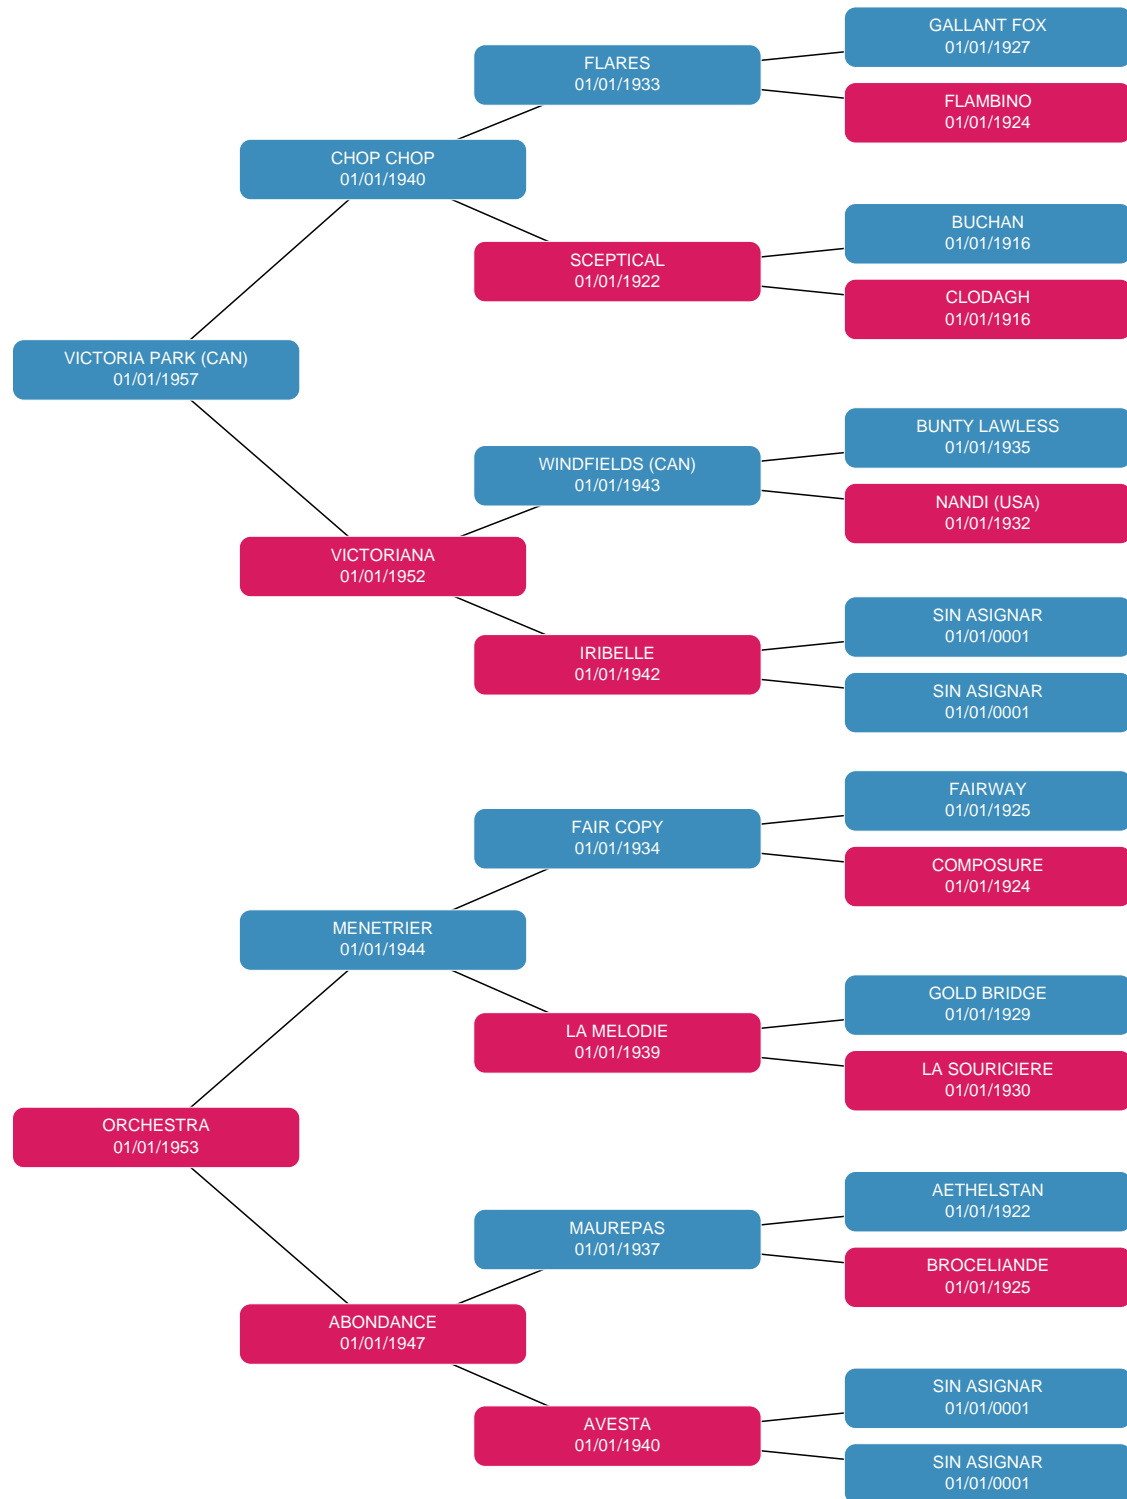 GALLANT FOX
01/01/1927
FLARES
01/01/1933
FLAMBINO
01/01/1924
CHOP CHOP
01/01/1940
BUCHAN
01/01/1916
SCEPTICAL
01/01/1922
CLODAGH
01/01/1916
VICTORIA PARK (CAN)
01/01/1957
BUNTY LAWLESS
01/01/1935
WINDFIELDS (CAN)
01/01/1943
NANDI (USA)
01/01/1932
VICTORIANA
01/01/1952
SIN ASIGNAR
01/01/0001
IRIBELLE
01/01/1942
SIN ASIGNAR
01/01/0001
FAIRWAY
01/01/1925
FAIR COPY
01/01/1934
COMPOSURE
01/01/1924
MENETRIER
01/01/1944
GOLD BRIDGE
01/01/1929
LA MELODIE
01/01/1939
LA SOURICIERE
01/01/1930
ORCHESTRA
01/01/1953
AETHELSTAN
01/01/1922
MAUREPAS
01/01/1937
BROCELIANDE
01/01/1925
ABONDANCE
01/01/1947
SIN ASIGNAR
01/01/0001
AVESTA
01/01/1940
SIN ASIGNAR
01/01/0001